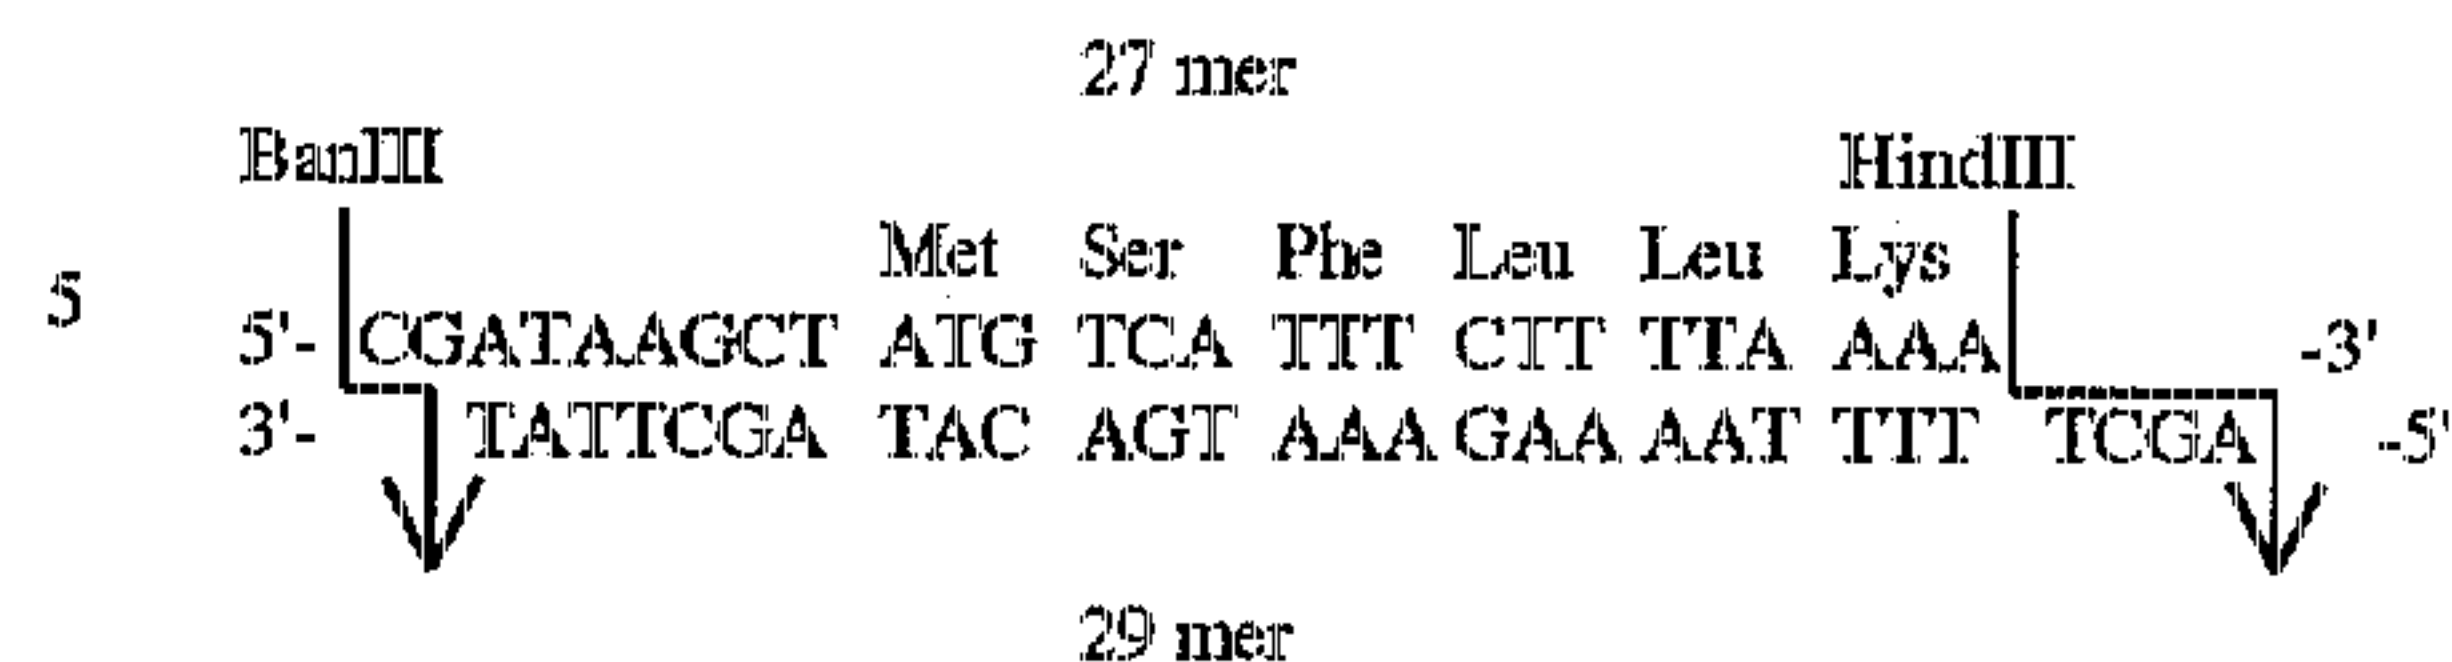 27 mer
BanIII HindIII
Met Ser Phe Leu Leu Lys
5
5'- CGATAAGCT ATG TCA TTT CTT TTA AAA -3'
3'- TATTCGA TAC AGT AAA GAA AAT TTT TCGA -5'
29 mer